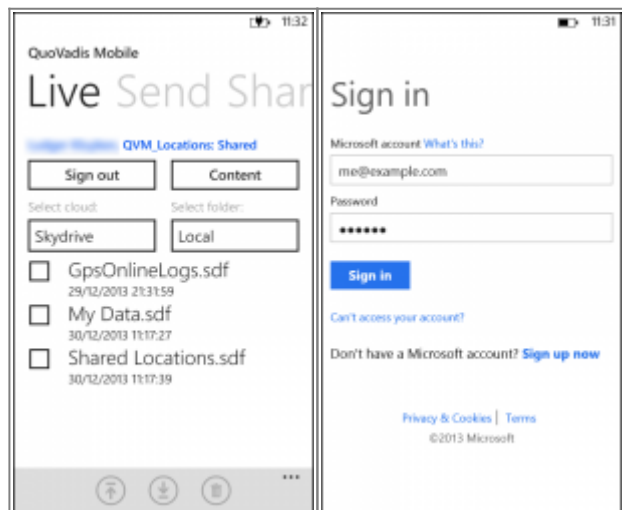 11:32
QuoVadis Mobile
Live Send Shar
QVM_Locations: Shared
Sign out Content
Select cloud: Select folder:
Skydrive Local
GpsOnlineLogs.sdf
29/12/2013 21:31:59
My Data.sdf
30/12/2013 11:17:27
Shared Locations.sdf
30/12/2013 11:17:39
11:31
Sign in
Microsoft account What's this?
me@example.com
Password
Sign in
Can't access your account?
Don't have a Microsoft account? Sign up now
Privacy & Cookies | Terms
©2013 Microsoft